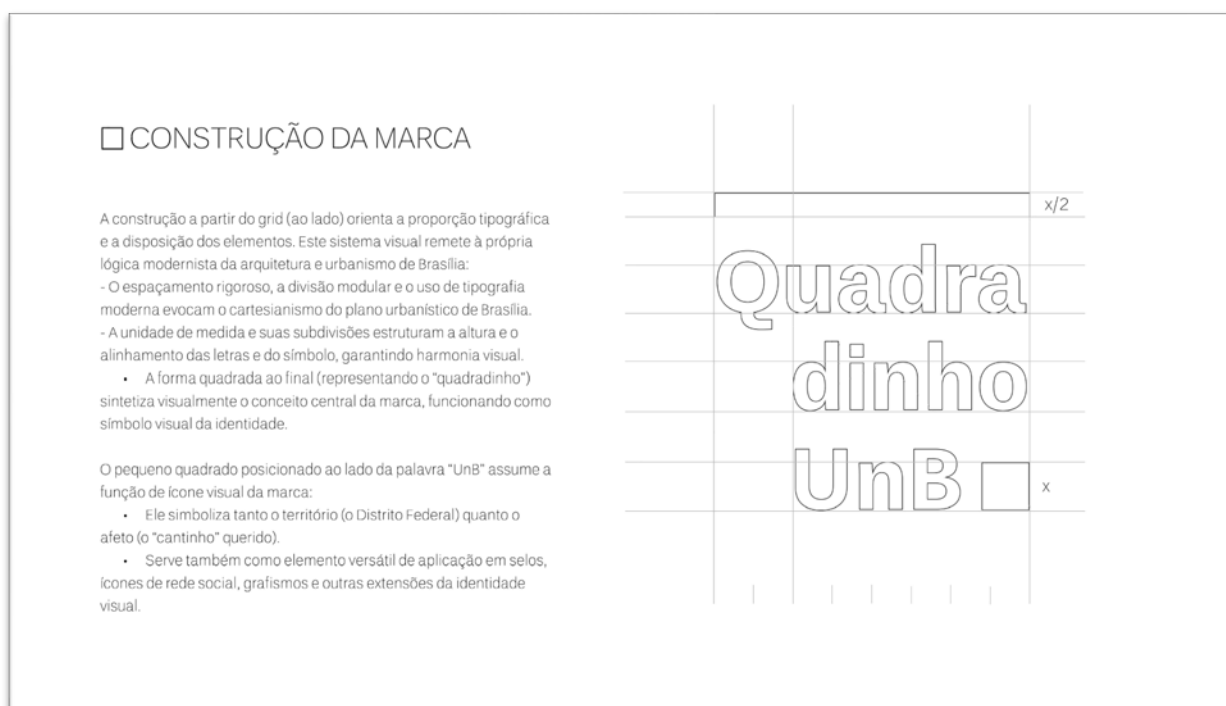 CONSTRUÇÃO DA MARCA
A construção a partir do grid (ao lado) orienta a proporção tipográfica
e a disposição dos elementos. Este sistema visual remete à própria
lógica modernista da arquitetura e urbanismo de Brasília:
- O espaçamento rigoroso, a divisão modular e o uso de tipografia
moderna evocam o cartesianismo do plano urbanístico de Brasília.
- A unidade de medida e suas subdivisões estruturam a altura e o
alinhamento das letras e do símbolo, garantindo harmonia visual.
• A forma quadrada ao final (representando o "quadradinho")
sintetiza visualmente o conceito central da marca, funcionando como
símbolo visual da identidade.
O pequeno quadrado posicionado ao lado da palavra "UnB" assume a
função de ícone visual da marca:
• Ele simboliza tanto o território (o Distrito Federal) quanto o
afeto (o "cantinho" querido).
• Serve também como elemento versátil de aplicação em selos,
ícones de rede social, grafismos e outras extensões da identidade
visual.
x/2
Quadra
dinho
UnB
x